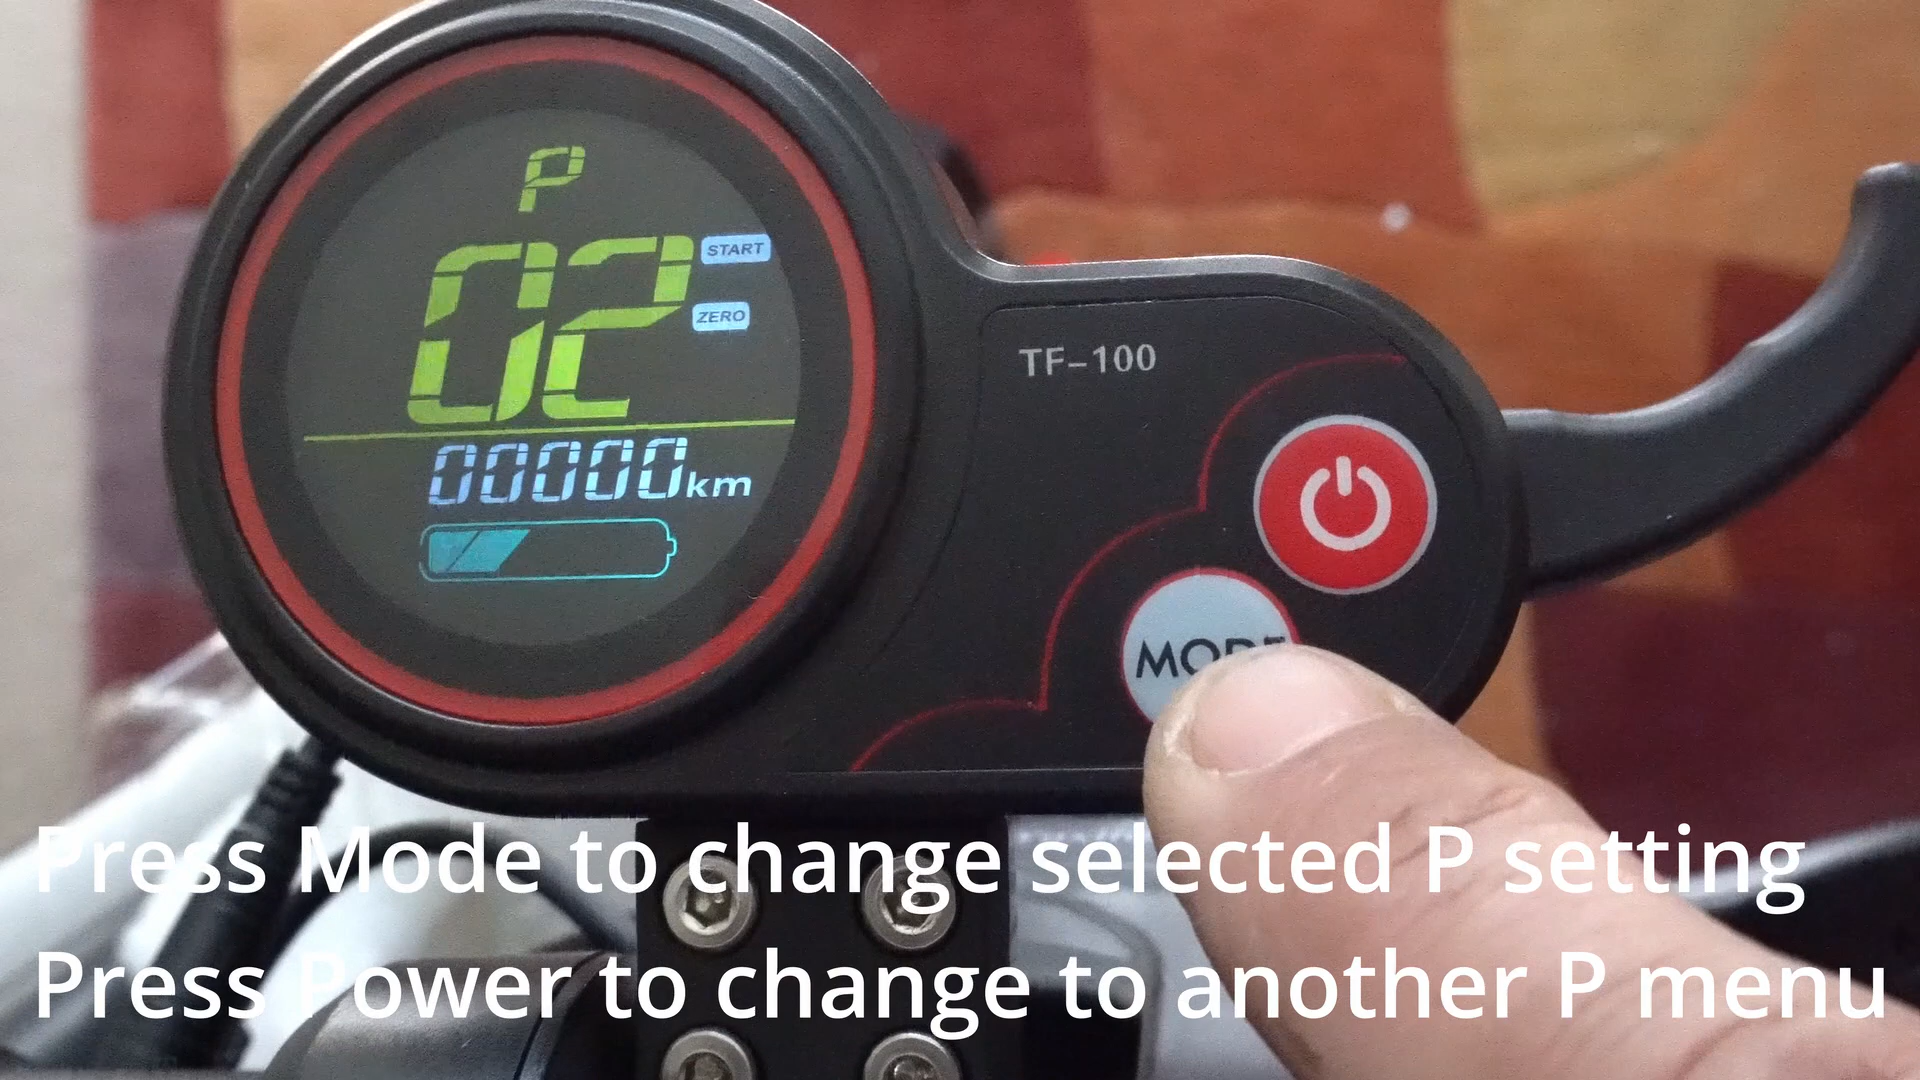 P
02
START
ZERO
00000km
TF-100
MODE
Press Mode to change selected P setting
Press Power to change to another P menu